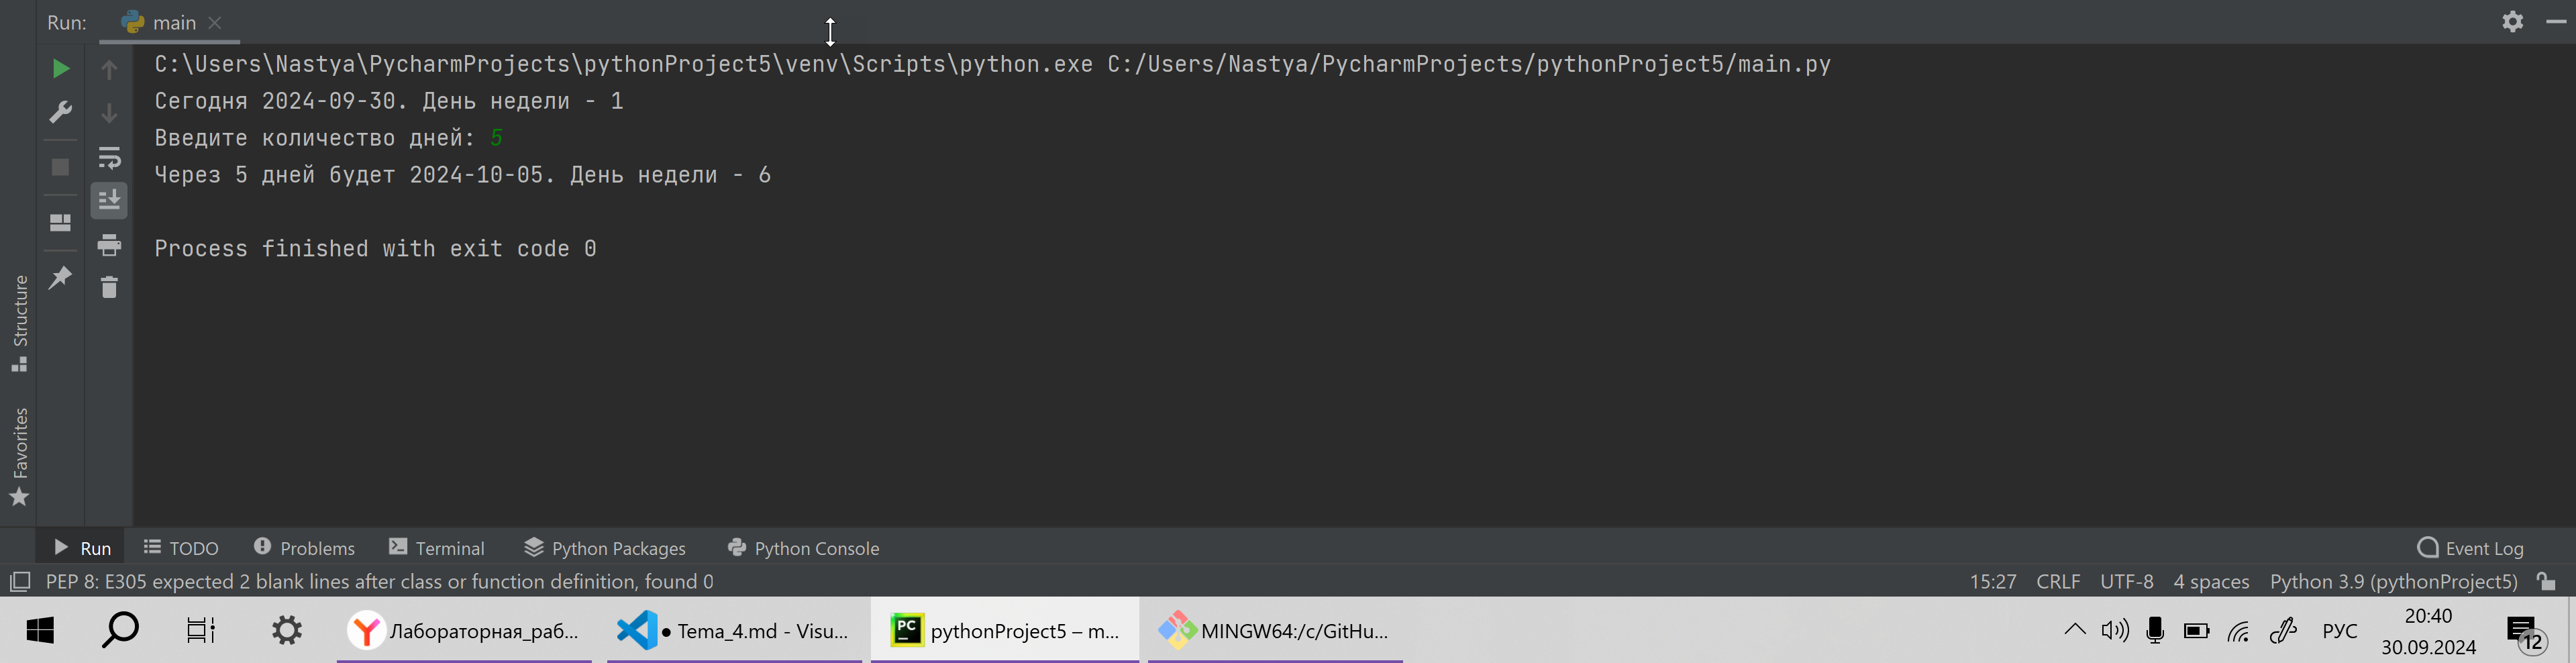 Run: main
C:\Users\Nastya\PycharmProjects\pythonProject5\venv\Scripts\python.exe C:/Users/Nastya/PycharmProjects/pythonProject5/main.py
Сегодня 2024-09-30. День недели - 1
Введите количество дней: 5
Через 5 дней будет 2024-10-05. День недели - 6
Process finished with exit code 0
Structure
Favorites
Run TODO Problems Terminal Python Packages Python Console Event Log
PEP 8: E305 expected 2 blank lines after class or function definition, found 0 15:27 CRLF UTF-8 4 spaces Python 3.9 (pythonProject5)
Лабораторная_раб... ● Tema_4.md - Visu... PC pythonProject5 – m... MINGW64:/c/GitHu... РУС 20:40
30.09.2024 12